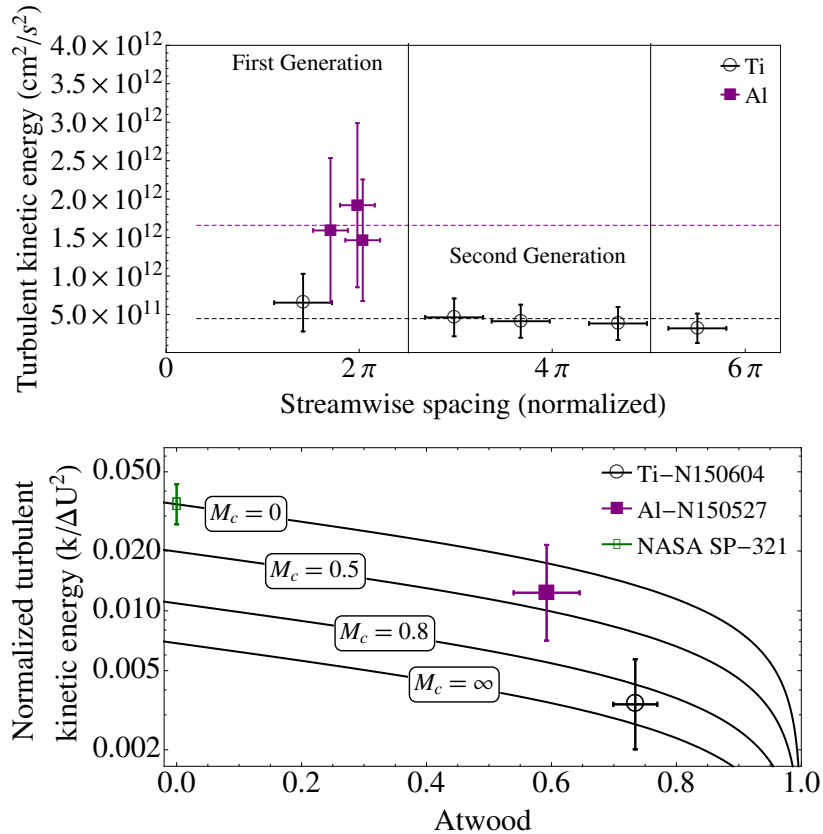 Turbulent kinetic energy (cm²/s²)
4.0×10¹²
3.5×10¹²
3.0×10¹²
2.5×10¹²
2.0×10¹²
1.5×10¹²
1.0×10¹²
5.0×10¹¹
First Generation
Second Generation
Ti
Al
0 2π 4π 6π
Streamwise spacing (normalized)
Normalized turbulent
kinetic energy (k/ΔU²)
0.050
0.020
0.010
0.005
0.002
M_c = 0
M_c = 0.5
M_c = 0.8
M_c = ∞
Ti−N150604
Al−N150527
NASA SP−321
0.0 0.2 0.4 0.6 0.8 1.0
Atwood